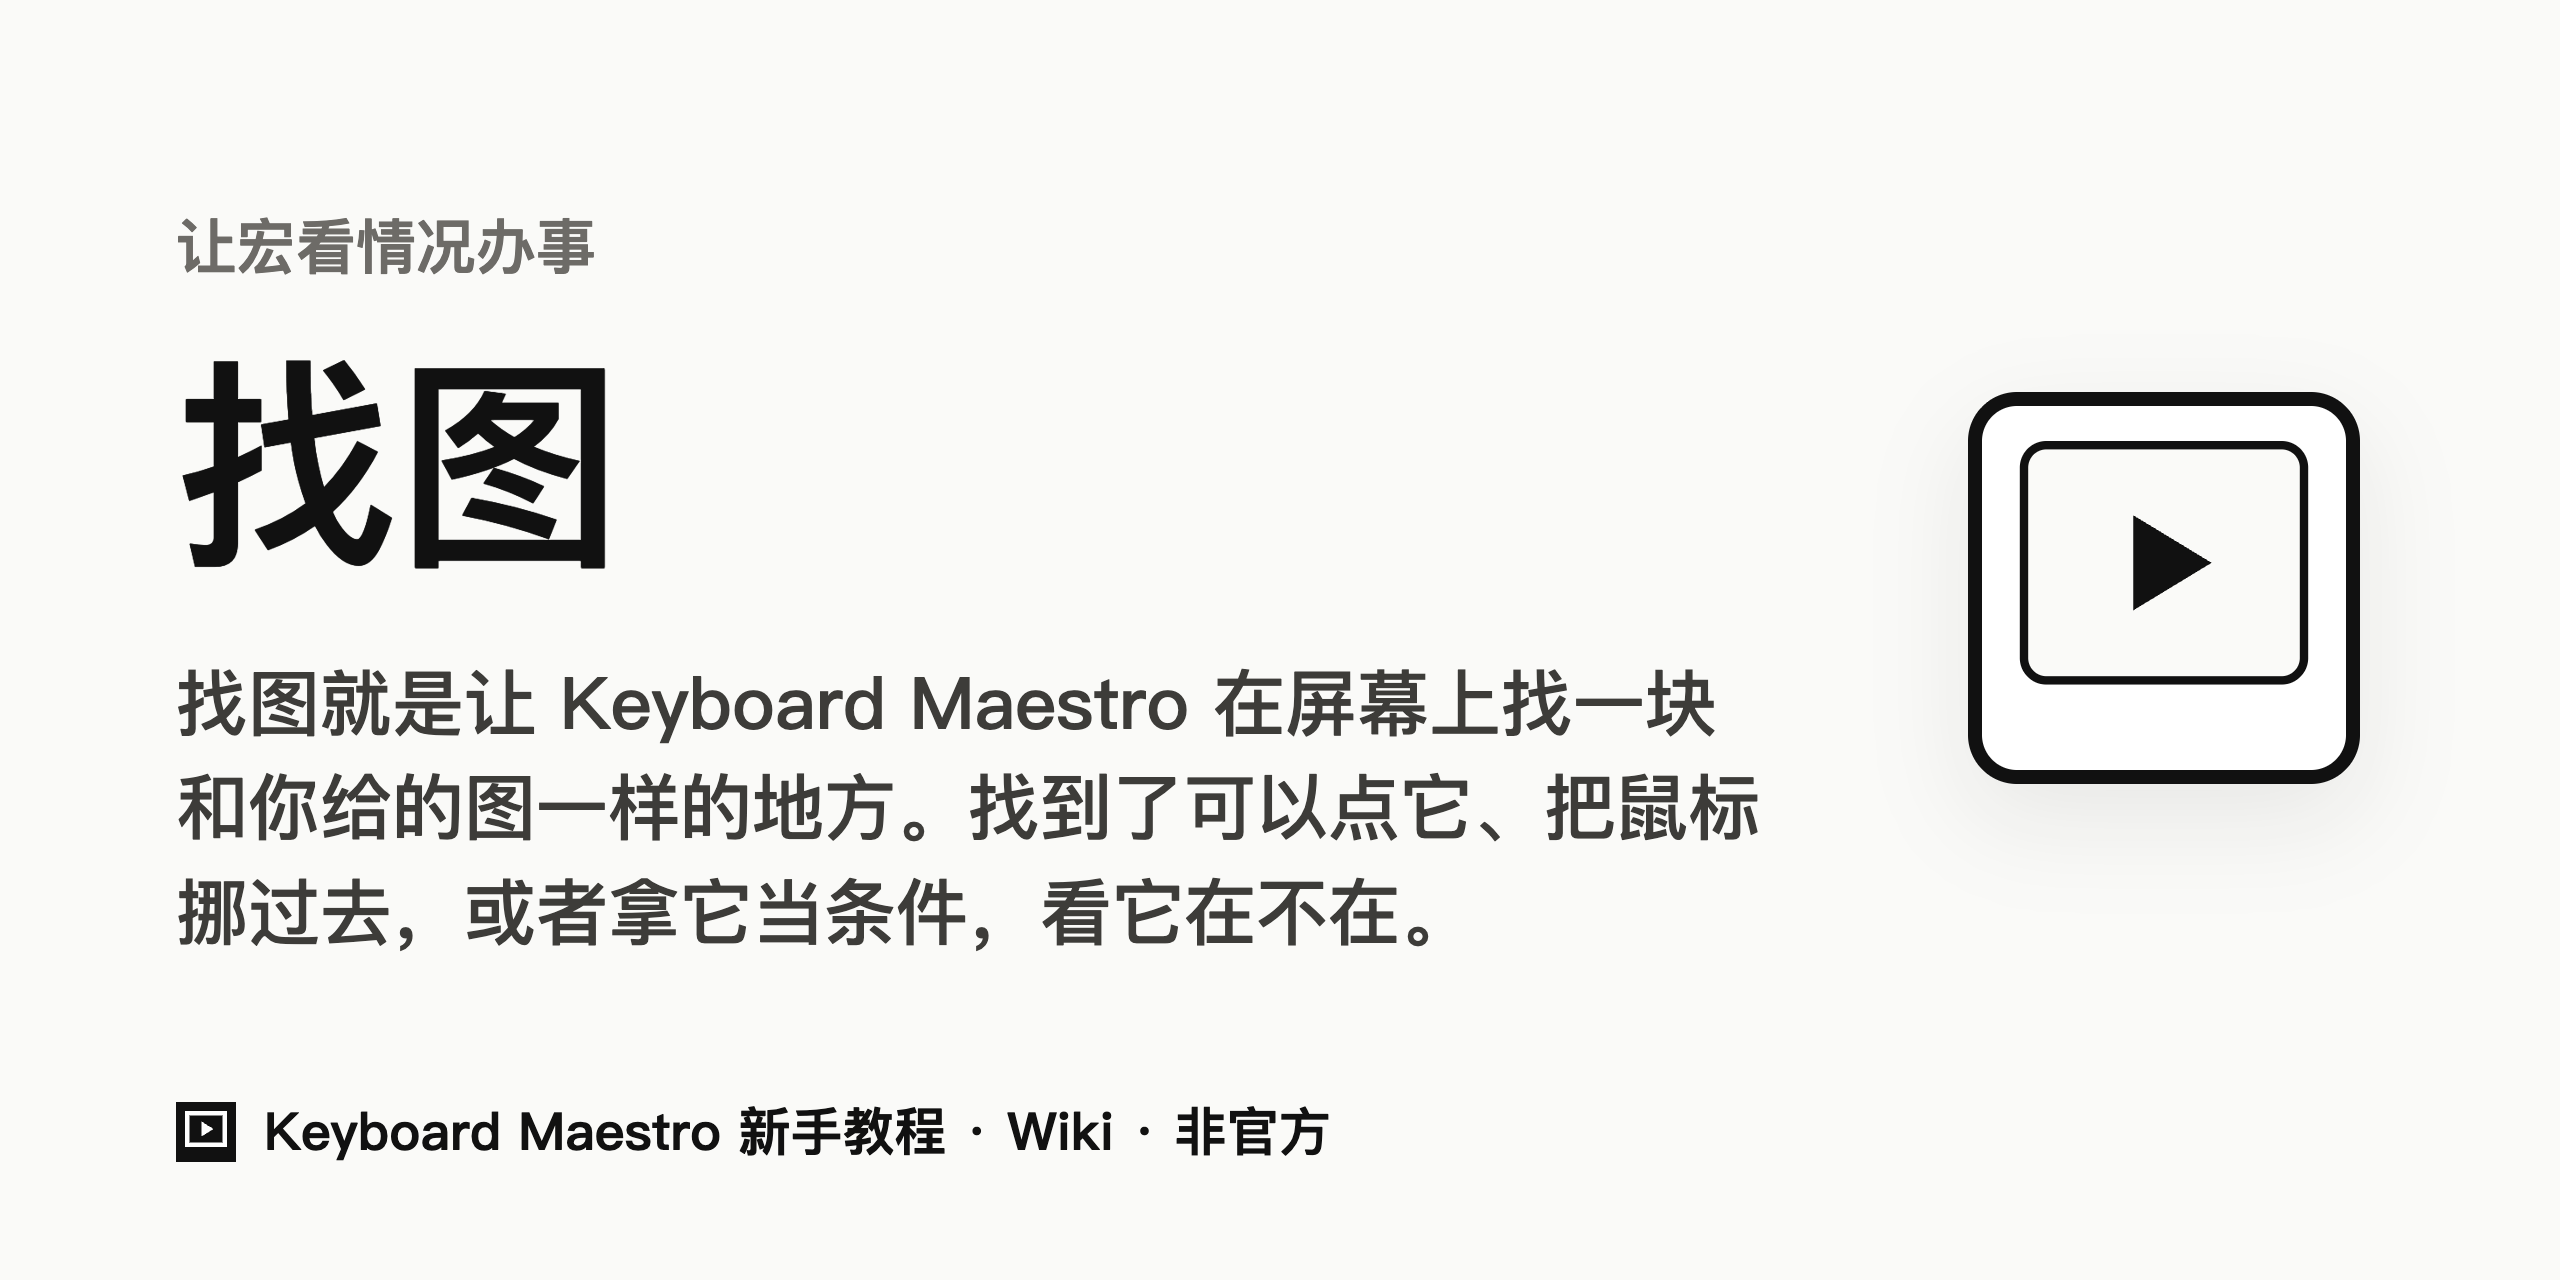 让宏看情况办事
找图
找图就是让 Keyboard Maestro 在屏幕上找一块
和你给的图一样的地方。找到了可以点它、把鼠标
挪过去，或者拿它当条件，看它在不在。
Keyboard Maestro 新手教程 · Wiki · 非官方